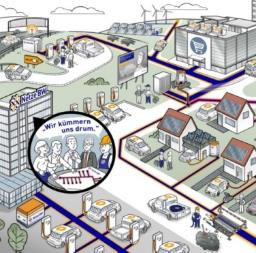 Netze BW
„Wir kümmern
uns drum.“